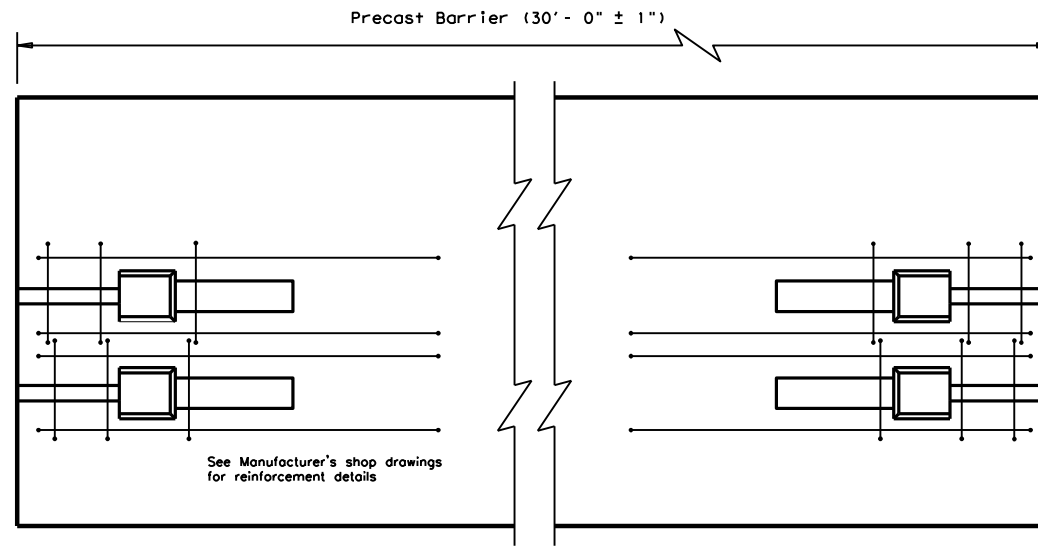 Precast Barrier (30'- 0" ± 1")
See Manufacturer's shop drawings
for reinforcement details